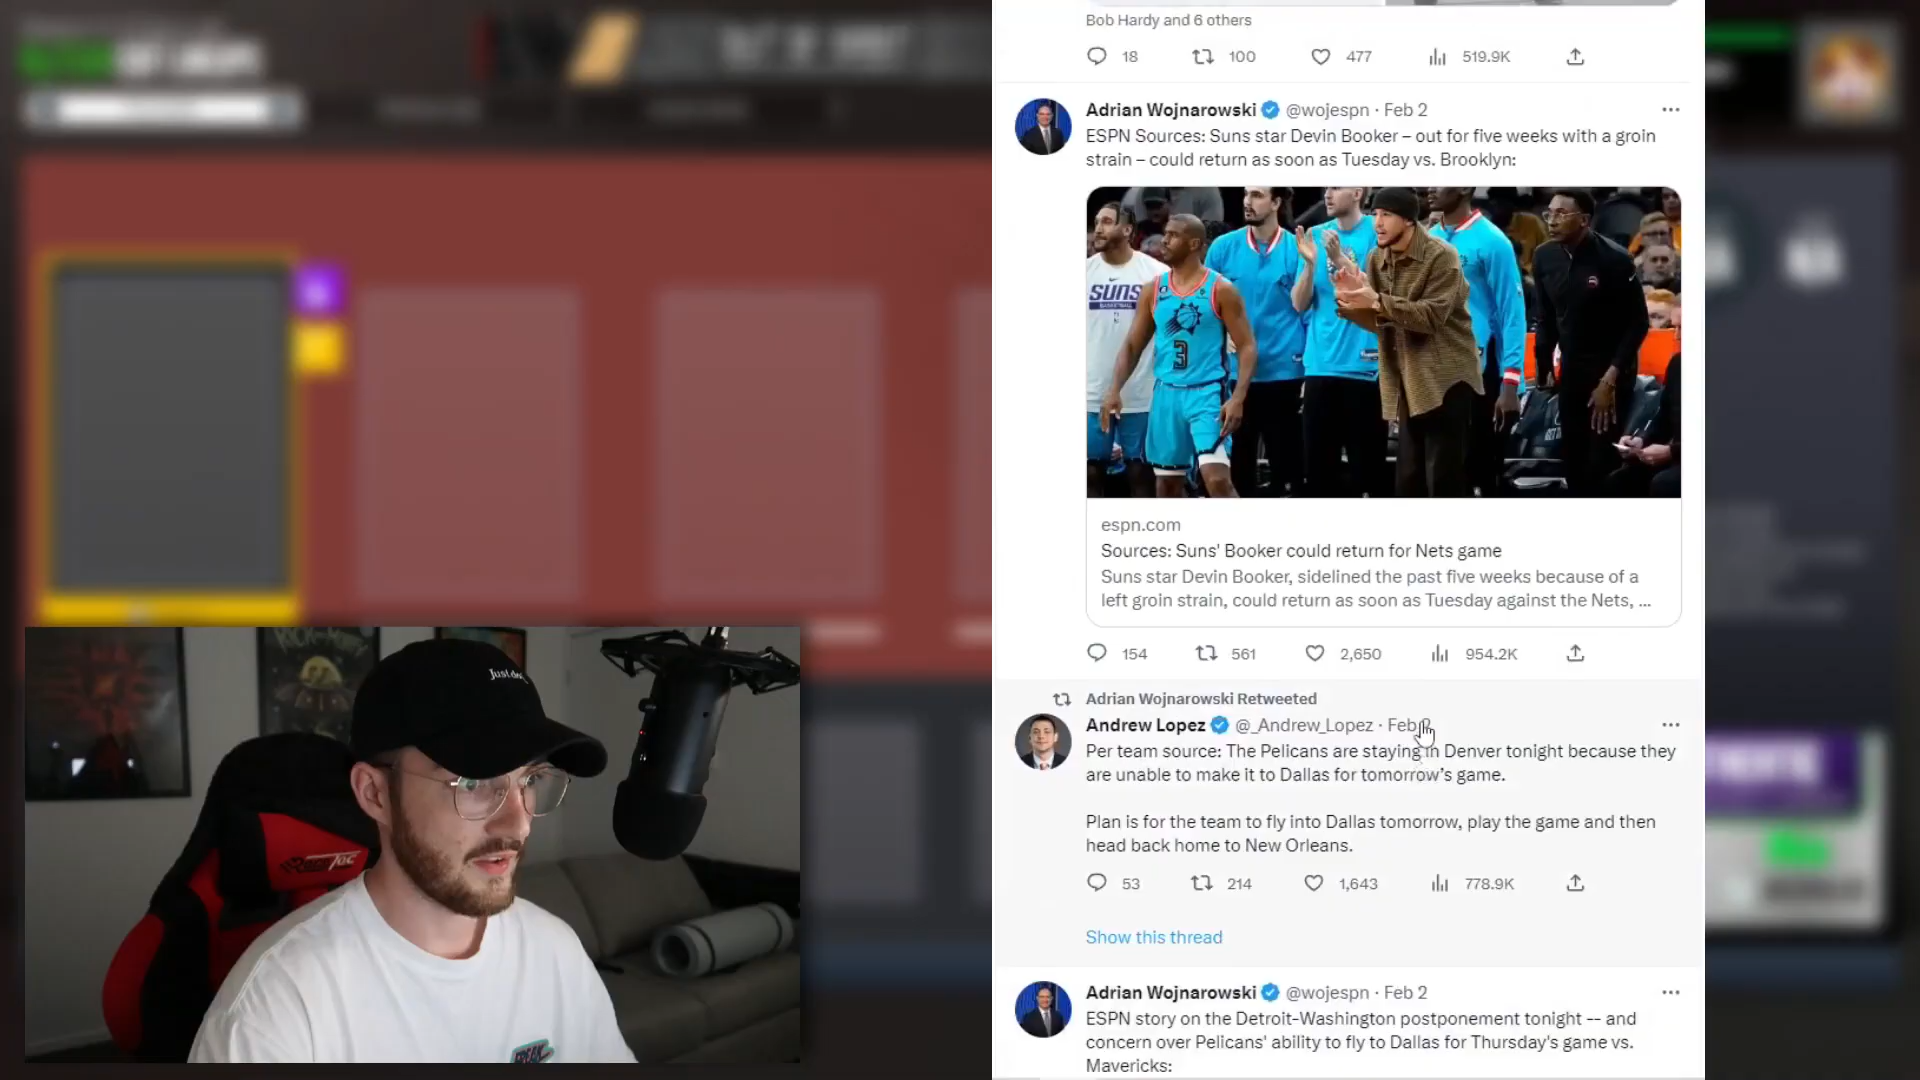 Bob Hardy and 6 others
18 100 477 519.9K
Adrian Wojnarowski @wojespn · Feb 2
ESPN Sources: Suns star Devin Booker – out for five weeks with a groin
strain – could return as soon as Tuesday vs. Brooklyn:
SUNS
3
espn.com
Sources: Suns' Booker could return for Nets game
Suns star Devin Booker, sidelined the past five weeks because of a
left groin strain, could return as soon as Tuesday against the Nets, ...
154 561 2,650 954.2K
Adrian Wojnarowski Retweeted
Andrew Lopez @_Andrew_Lopez · Feb
Per team source: The Pelicans are staying in Denver tonight because they
are unable to make it to Dallas for tomorrow's game.
Plan is for the team to fly into Dallas tomorrow, play the game and then
head back home to New Orleans.
53 214 1,643 778.9K
Show this thread
Adrian Wojnarowski @wojespn · Feb 2
ESPN story on the Detroit-Washington postponement tonight -- and
concern over Pelicans' ability to fly to Dallas for Thursday's game vs.
Mavericks: